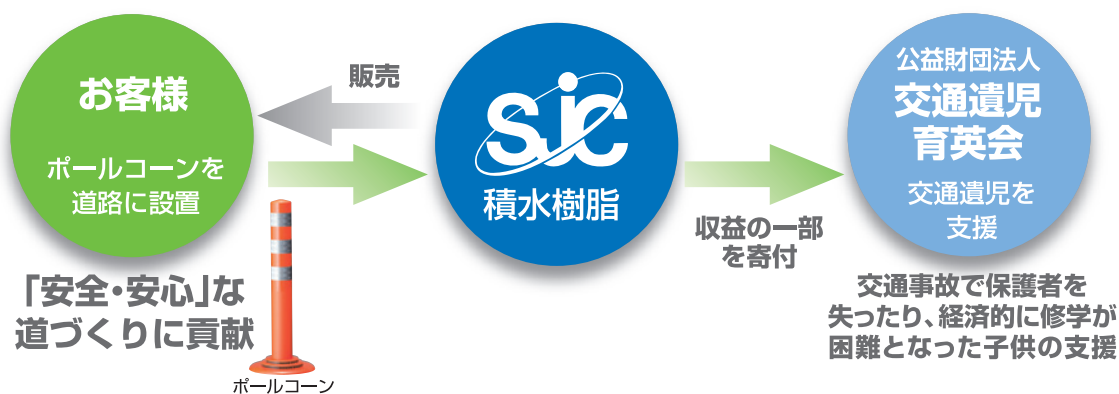 お客様
ポールコーンを
道路に設置
「安全・安心」な
道づくりに貢献
ポールコーン
販売
SJC
積水樹脂
収益の一部
を寄付
公益財団法人
交通遺児
育英会
交通遺児を
支援
交通事故で保護者を
失ったり、経済的に修学が
困難となった子供の支援